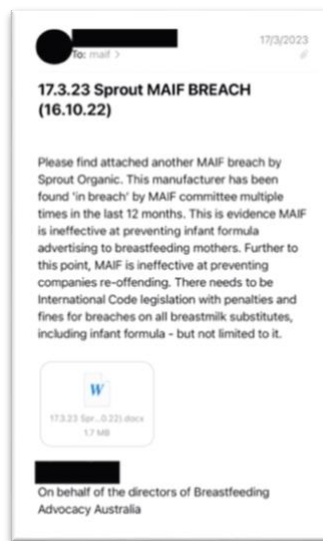 17/3/2023
To: maif >
17.3.23 Sprout MAIF BREACH
(16.10.22)
Please find attached another MAIF breach by
Sprout Organic. This manufacturer has been
found 'in breach' by MAIF committee multiple
times in the last 12 months. This is evidence MAIF
is ineffective at preventing infant formula
advertising to breastfeeding mothers. Further to
this point, MAIF is ineffective at preventing
companies re-offending. There needs to be
International Code legislation with penalties and
fines for breaches on all breastmilk substitutes,
including infant formula - but not limited to it.
W
17.3.23 Spr...0.22).docx
1.7 MB
On behalf of the directors of Breastfeeding
Advocacy Australia